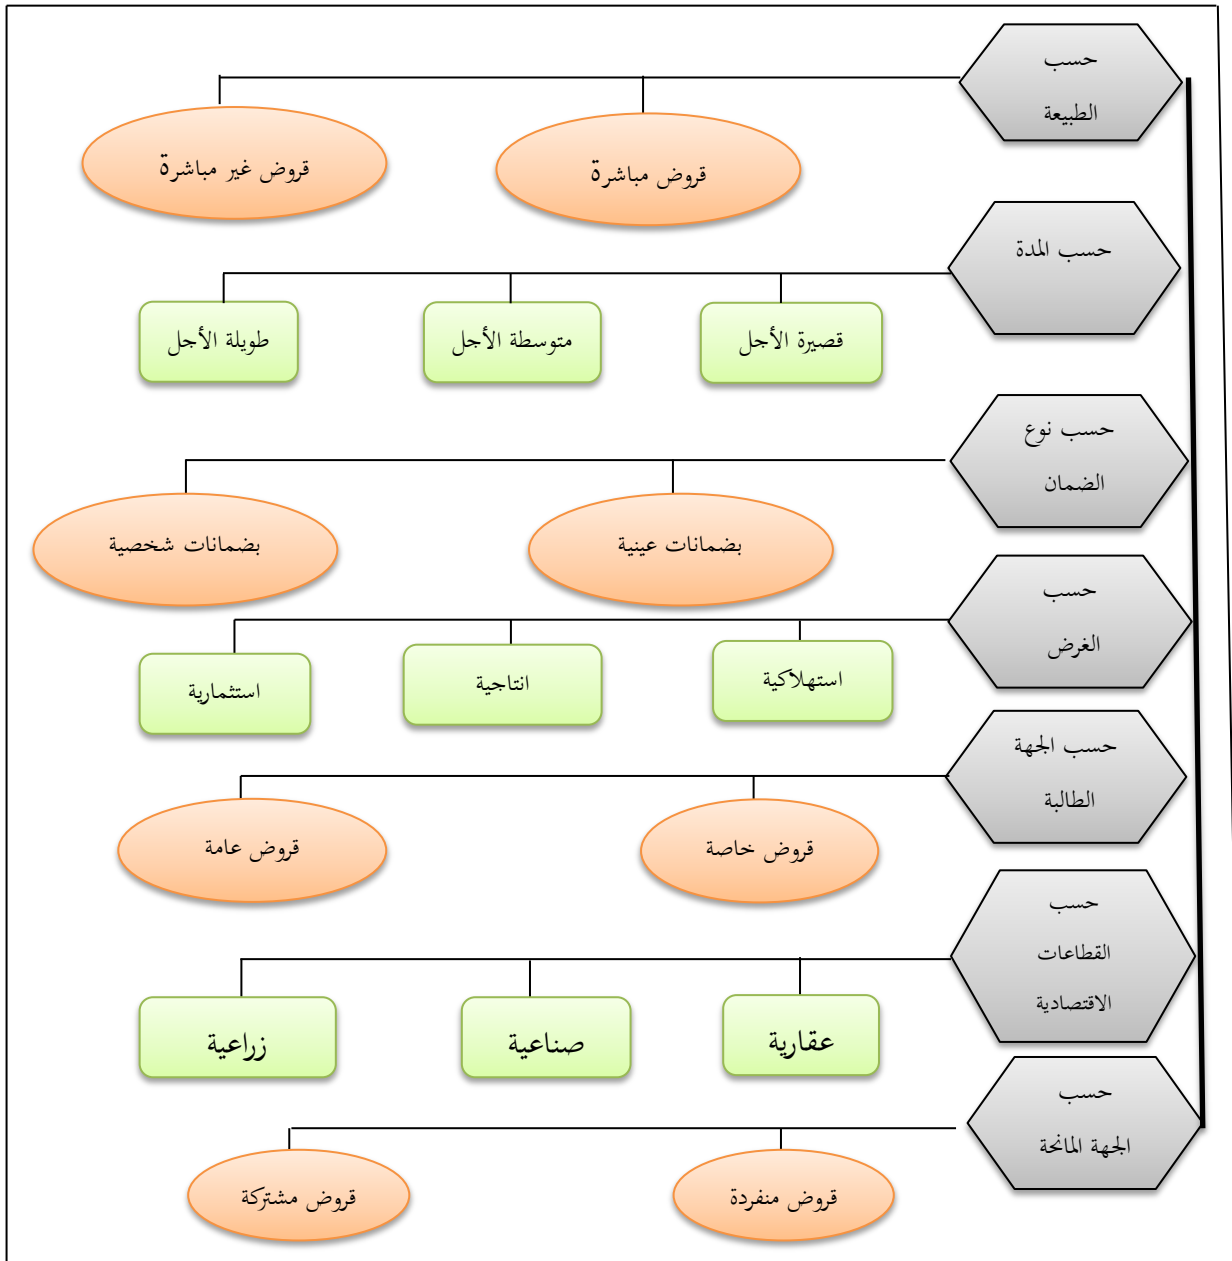 حسب
الطبيعة
قروض مباشرة
قروض غير مباشرة
حسب المدة
قصيرة الأجل
متوسطة الأجل
طويلة الأجل
حسب نوع
الضمان
بضمانات عينية
بضمانات شخصية
حسب
الغرض
استهلاكية
انتاجية
استثمارية
حسب الجهة
الطالبة
قروض خاصة
قروض عامة
حسب
القطاعات
الاقتصادية
عقارية
صناعية
زراعية
حسب
الجهة المانحة
قروض منفردة
قروض مشتركة